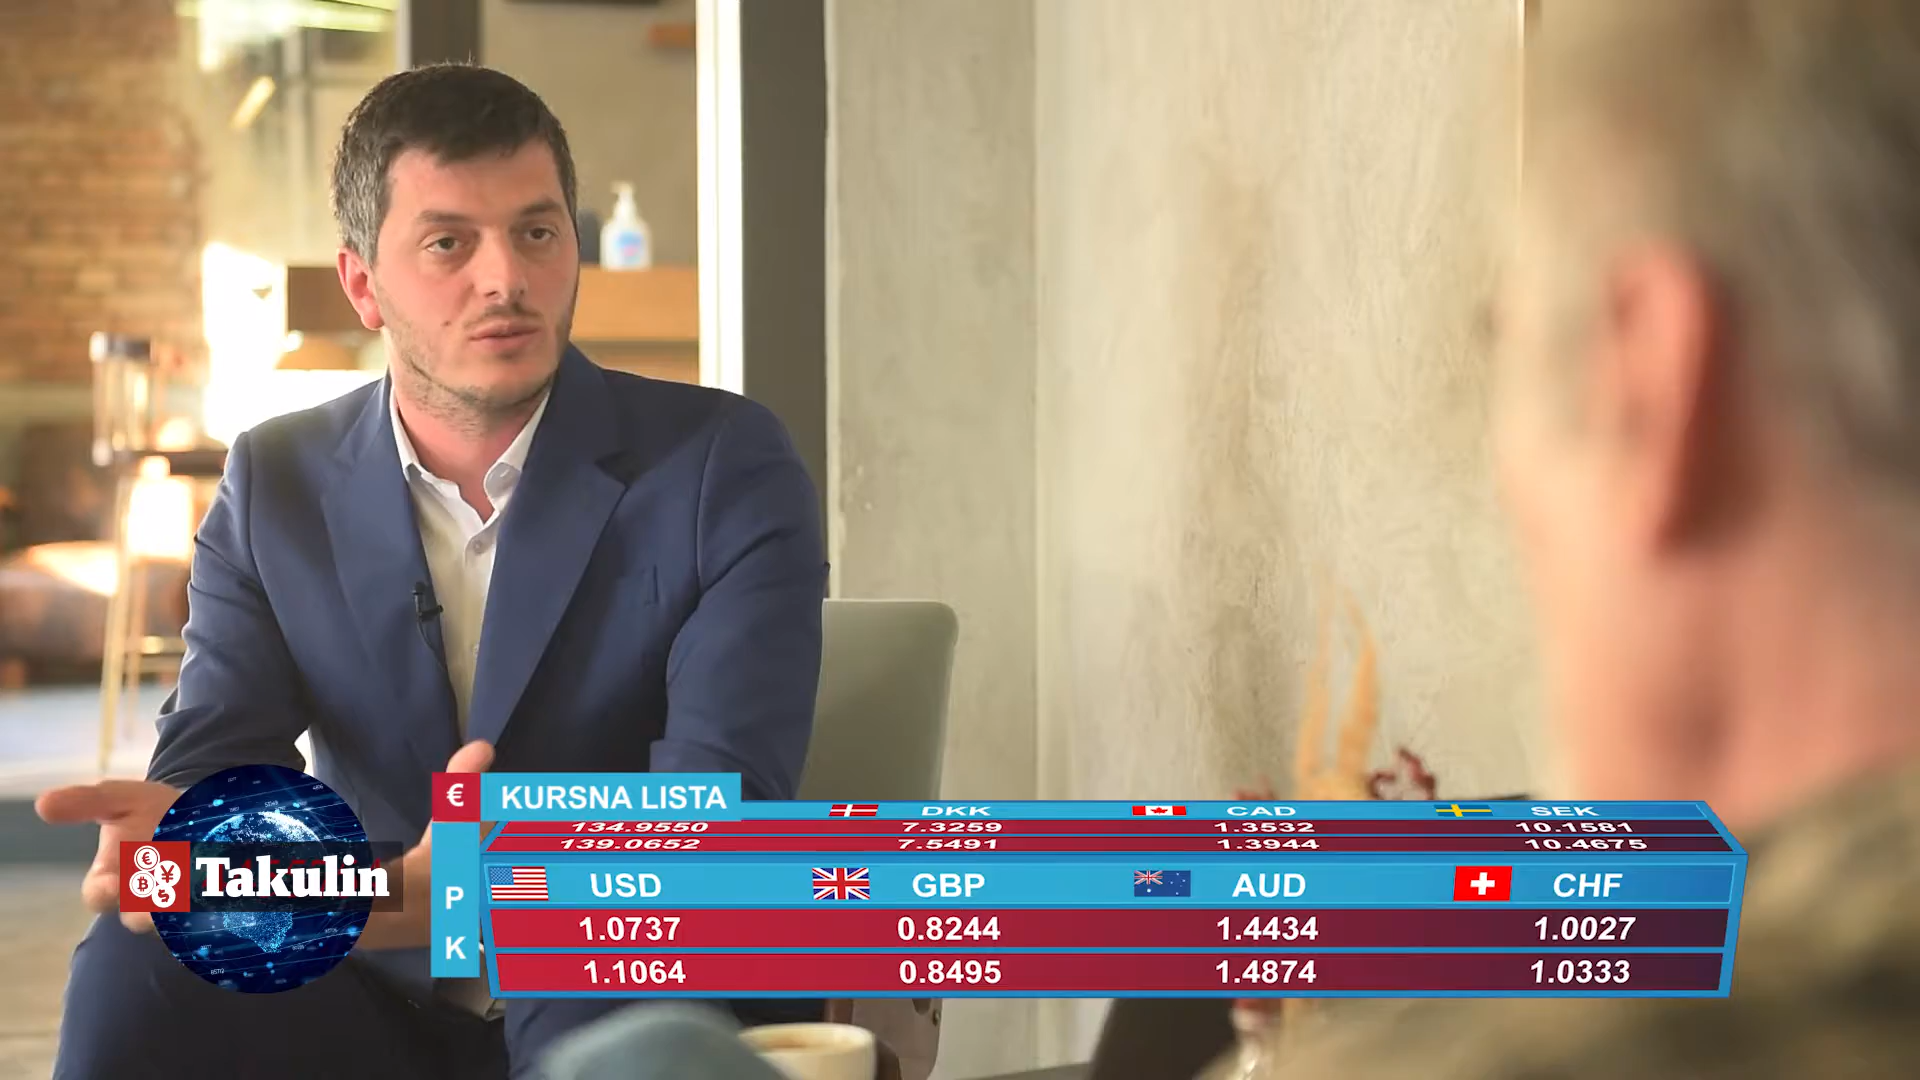 € KURSNA LISTA
DKK CAD SEK
134.9550 7.3259 1.3532 10.1581
139.0652 7.5491 1.3944 10.4675
USD GBP AUD CHF
P 1.0737 0.8244 1.4434 1.0027
K 1.1064 0.8495 1.4874 1.0333
Takulin